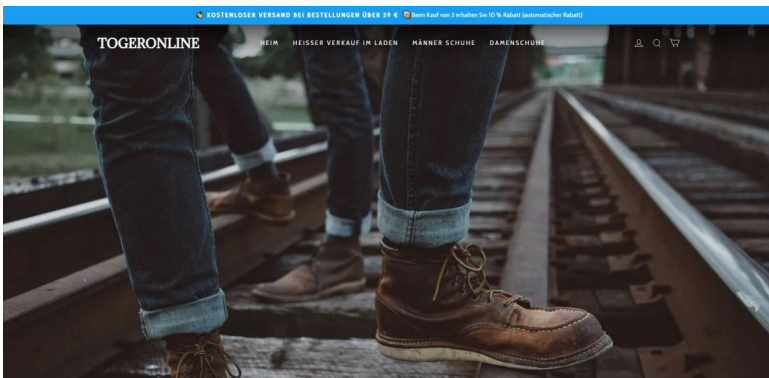 KOSTENLOSER VERSAND BEI BESTELLUNGEN ÜBER 59 € Beim Kauf von 2 erhalten Sie 10 % Rabatt (automatischer Rabatt)
TOGERONLINE HEIM HEISSER VERKAUF IM LADEN MÄNNER SCHUHE DAMENSCHUHE